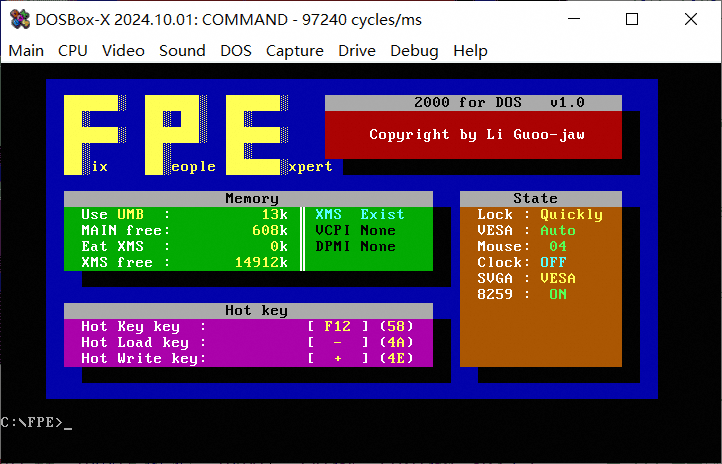 DOSBox-X 2024.10.01: COMMAND - 97240 cycles/ms
Main CPU Video Sound DOS Capture Drive Debug Help
FPE
Fix People Expert
2000 for DOS v1.0
Copyright by Li Guoo-jaw
Memory
Use UMB : 13k
MAIN free: 608k
Eat XMS : 0k
XMS free : 14912k
XMS Exist
VCPI None
DPMI None
State
Lock : Quickly
VESA : Auto
Mouse: 04
Clock: OFF
SVGA : VESA
8259 : ON
Hot key
Hot Key key : [ F12 ] (58)
Hot Load key : [ - ] (4A)
Hot Write key: [ + ] (4E)
C:\FPE>_